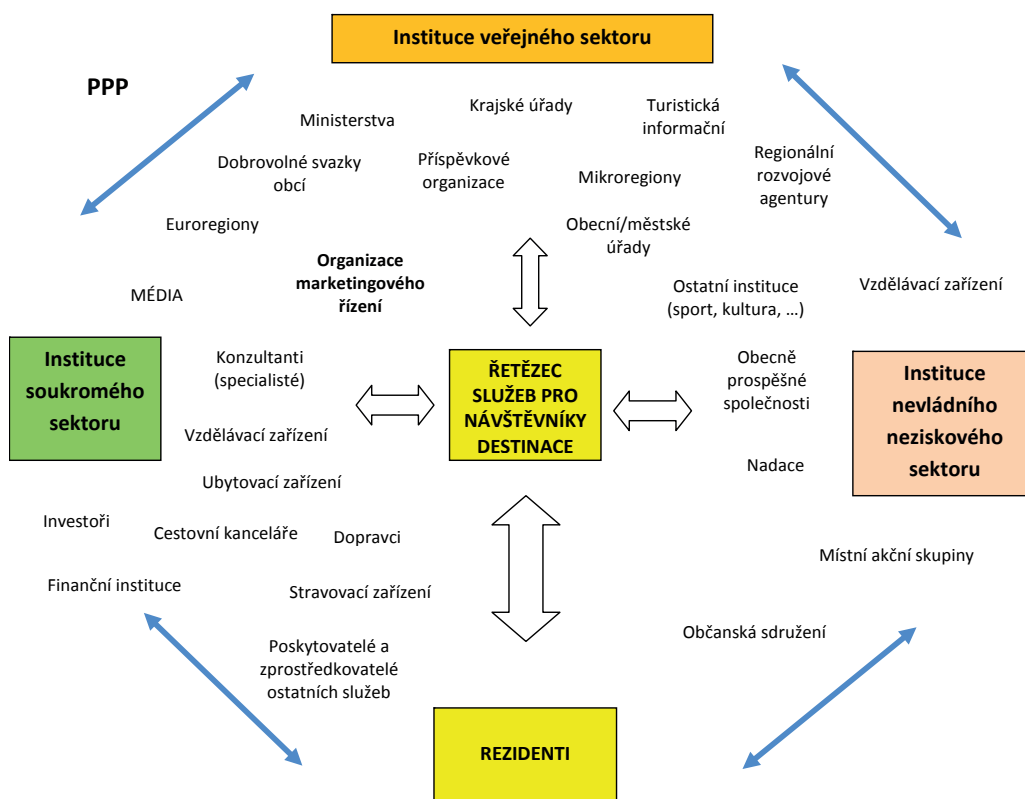 Instituce veřejného sektoru
PPP
Krajské úřady
Turistická
informační
Ministerstva
Dobrovolné svazky
obcí
Příspěvkové
organizace
Mikroregiony
Regionální
rozvojové
agentury
Euroregiony
Obecní/městské
úřady
Organizace
marketingového
řízení
MÉDIA
Ostatní instituce
(sport, kultura, …)
Vzdělávací zařízení
Instituce
soukromého
sektoru
Konzultanti
(specialisté)
ŘETĚZEC
SLUŽEB PRO
NÁVŠTĚVNÍKY
DESTINACE
Obecně
prospěšné
společnosti
Instituce
nevládního
neziskového
sektoru
Vzdělávací zařízení
Nadace
Ubytovací zařízení
Investoři
Cestovní kanceláře
Dopravci
Místní akční skupiny
Finanční instituce
Stravovací zařízení
Občanská sdružení
Poskytovatelé a
zprostředkovatelé
ostatních služeb
REZIDENTI